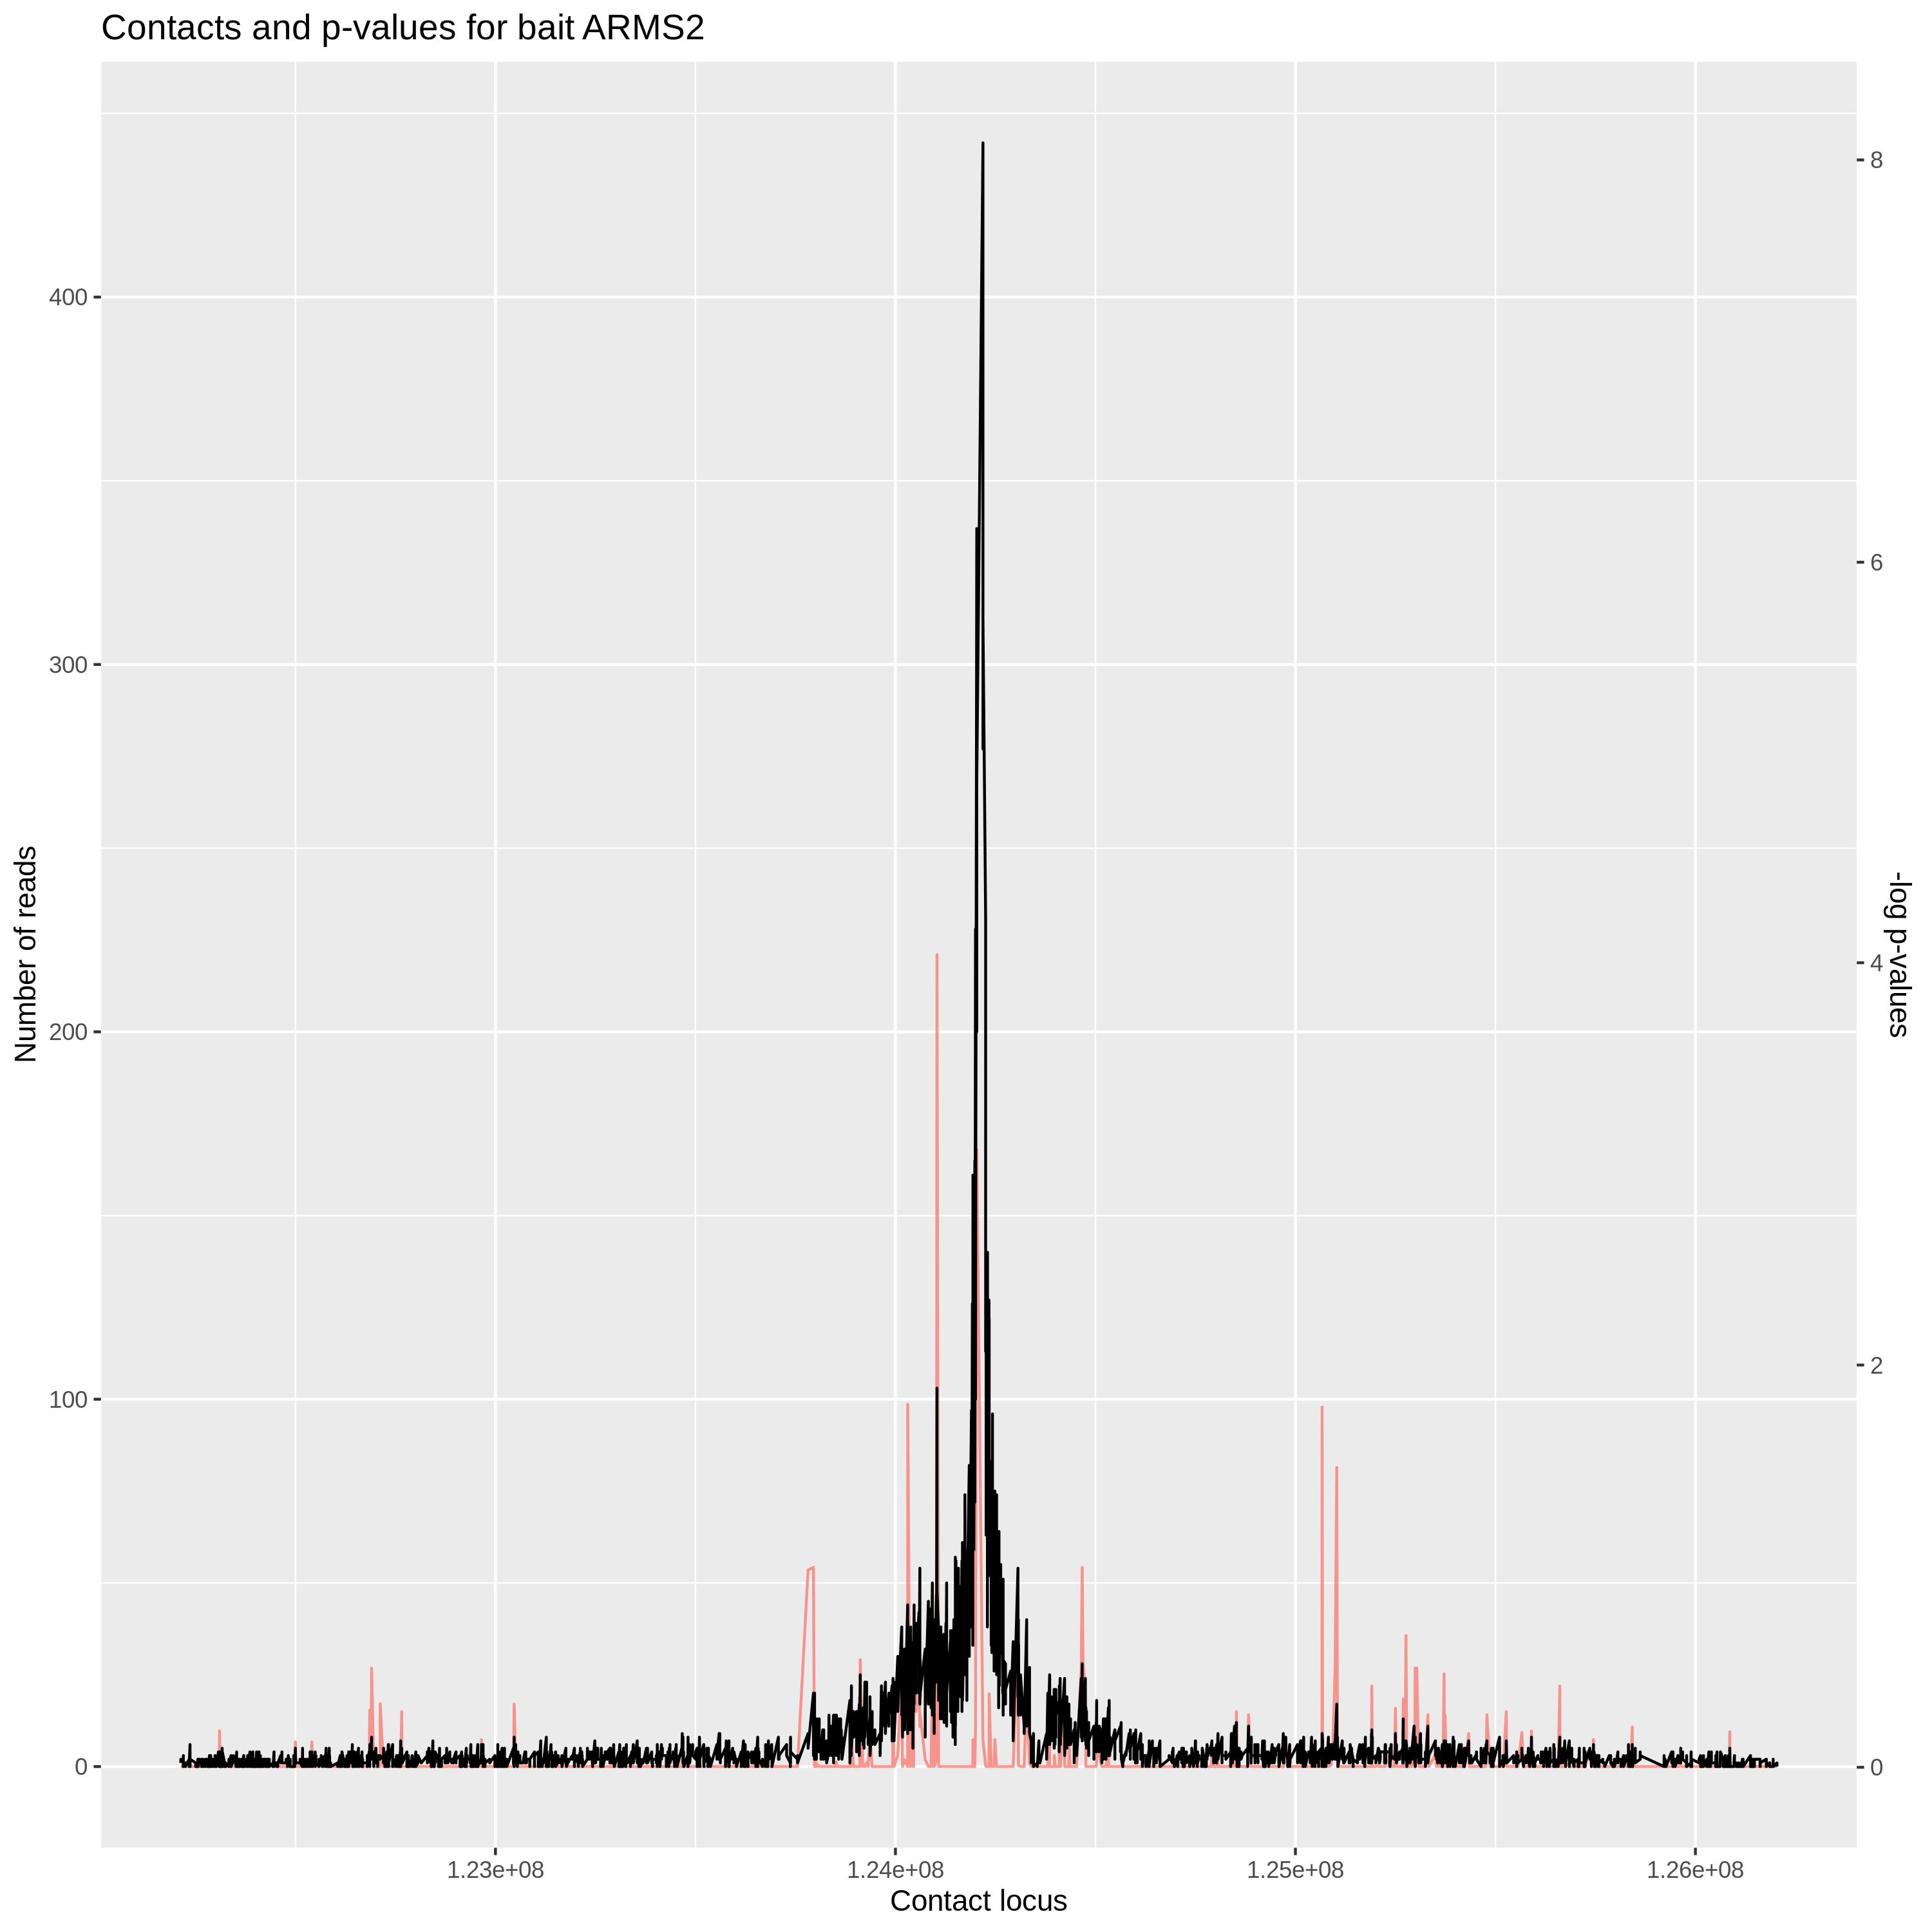 Contacts and p-values for bait ARMS2
400
300
200
100
0
Number of reads
8
6
4
2
0
-log p-values
1.23e+08
1.24e+08
1.25e+08
1.26e+08
Contact locus